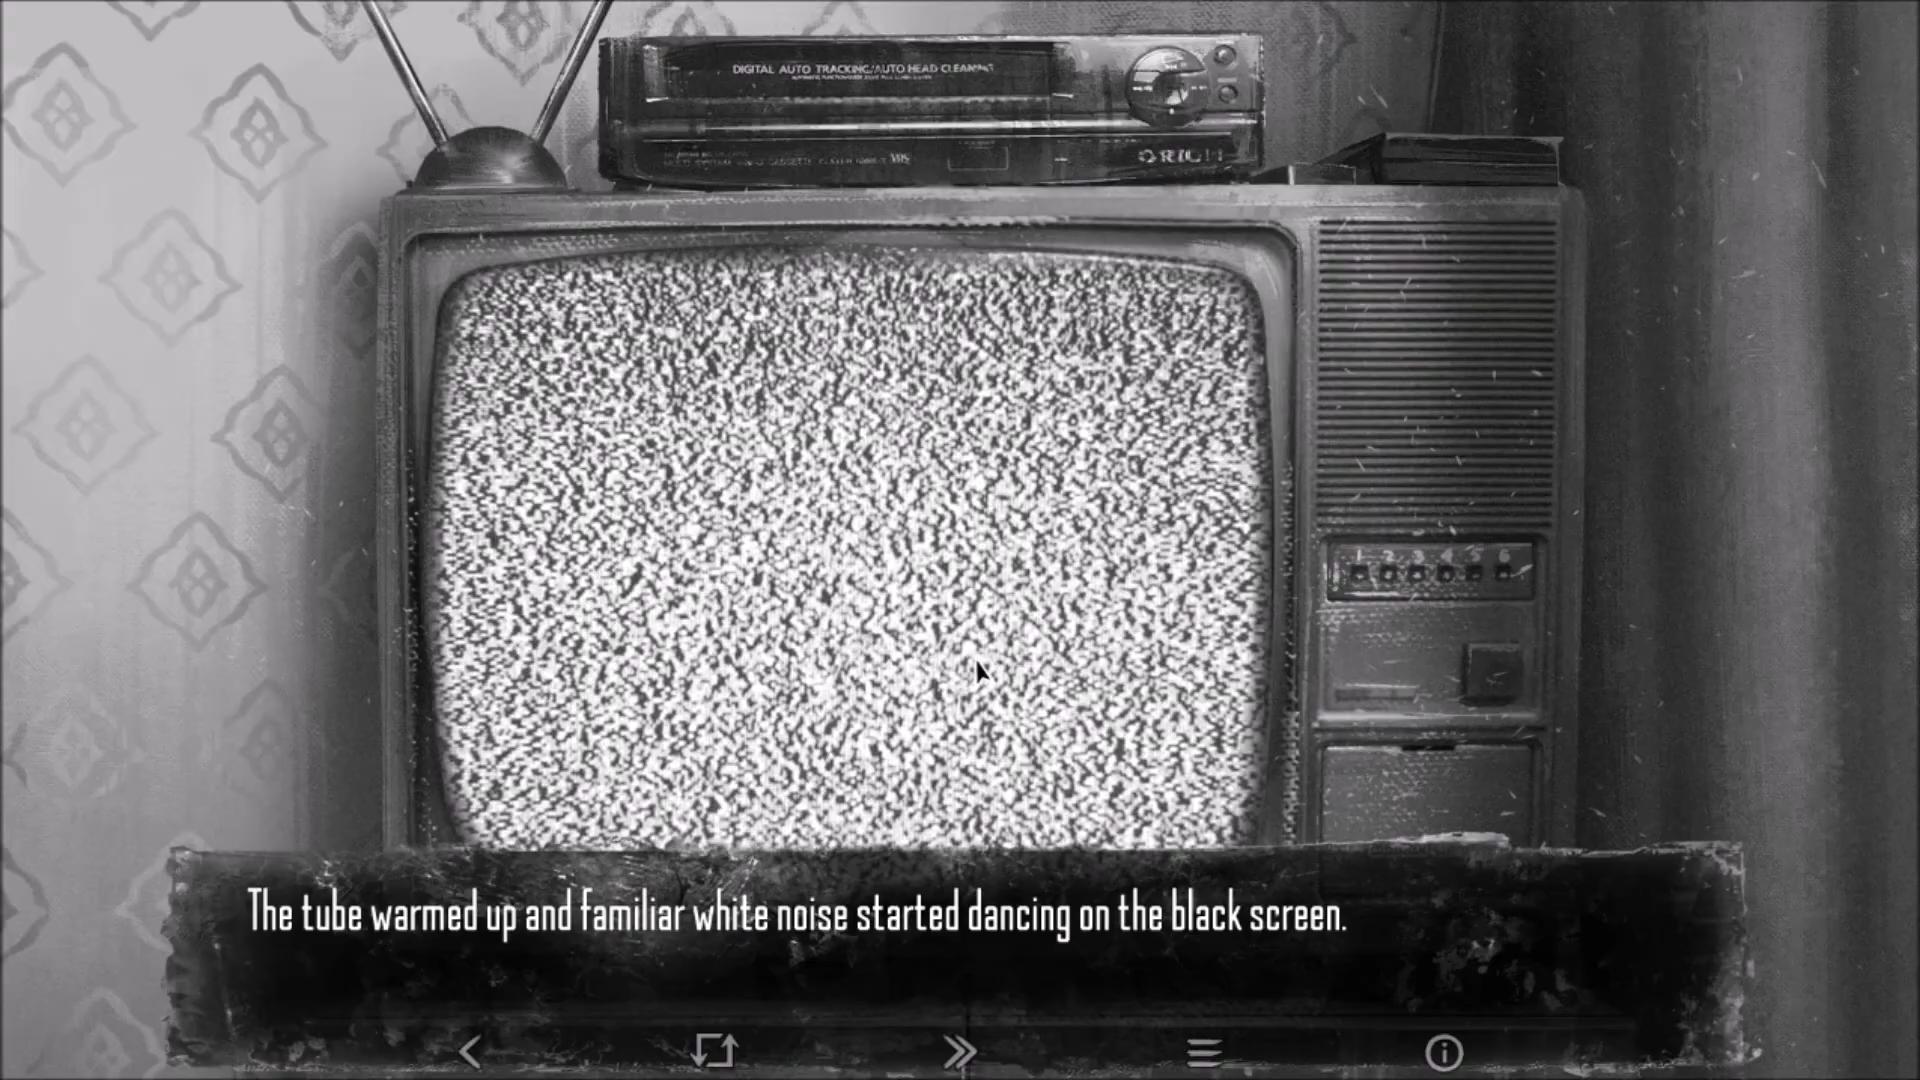 DIGITAL AUTO TRACKING/AUTO HEAD CLEANING
VHS
ORION
1 2 3 4 5 6
The tube warmed up and familiar white noise started dancing on the black screen.